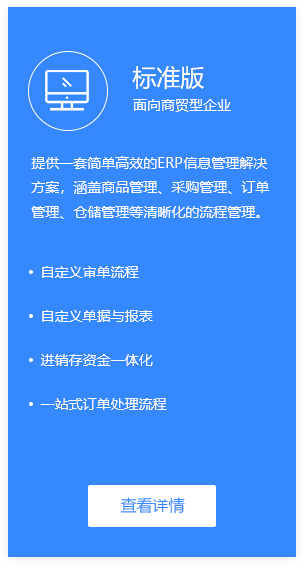 标准版
面向商贸型企业
提供一套简单高效的ERP信息管理解决
方案，涵盖商品管理、采购管理、订单
管理、仓储管理等清晰化的流程管理。
• 自定义审单流程
• 自定义单据与报表
• 进销存资金一体化
• 一站式订单处理流程
查看详情